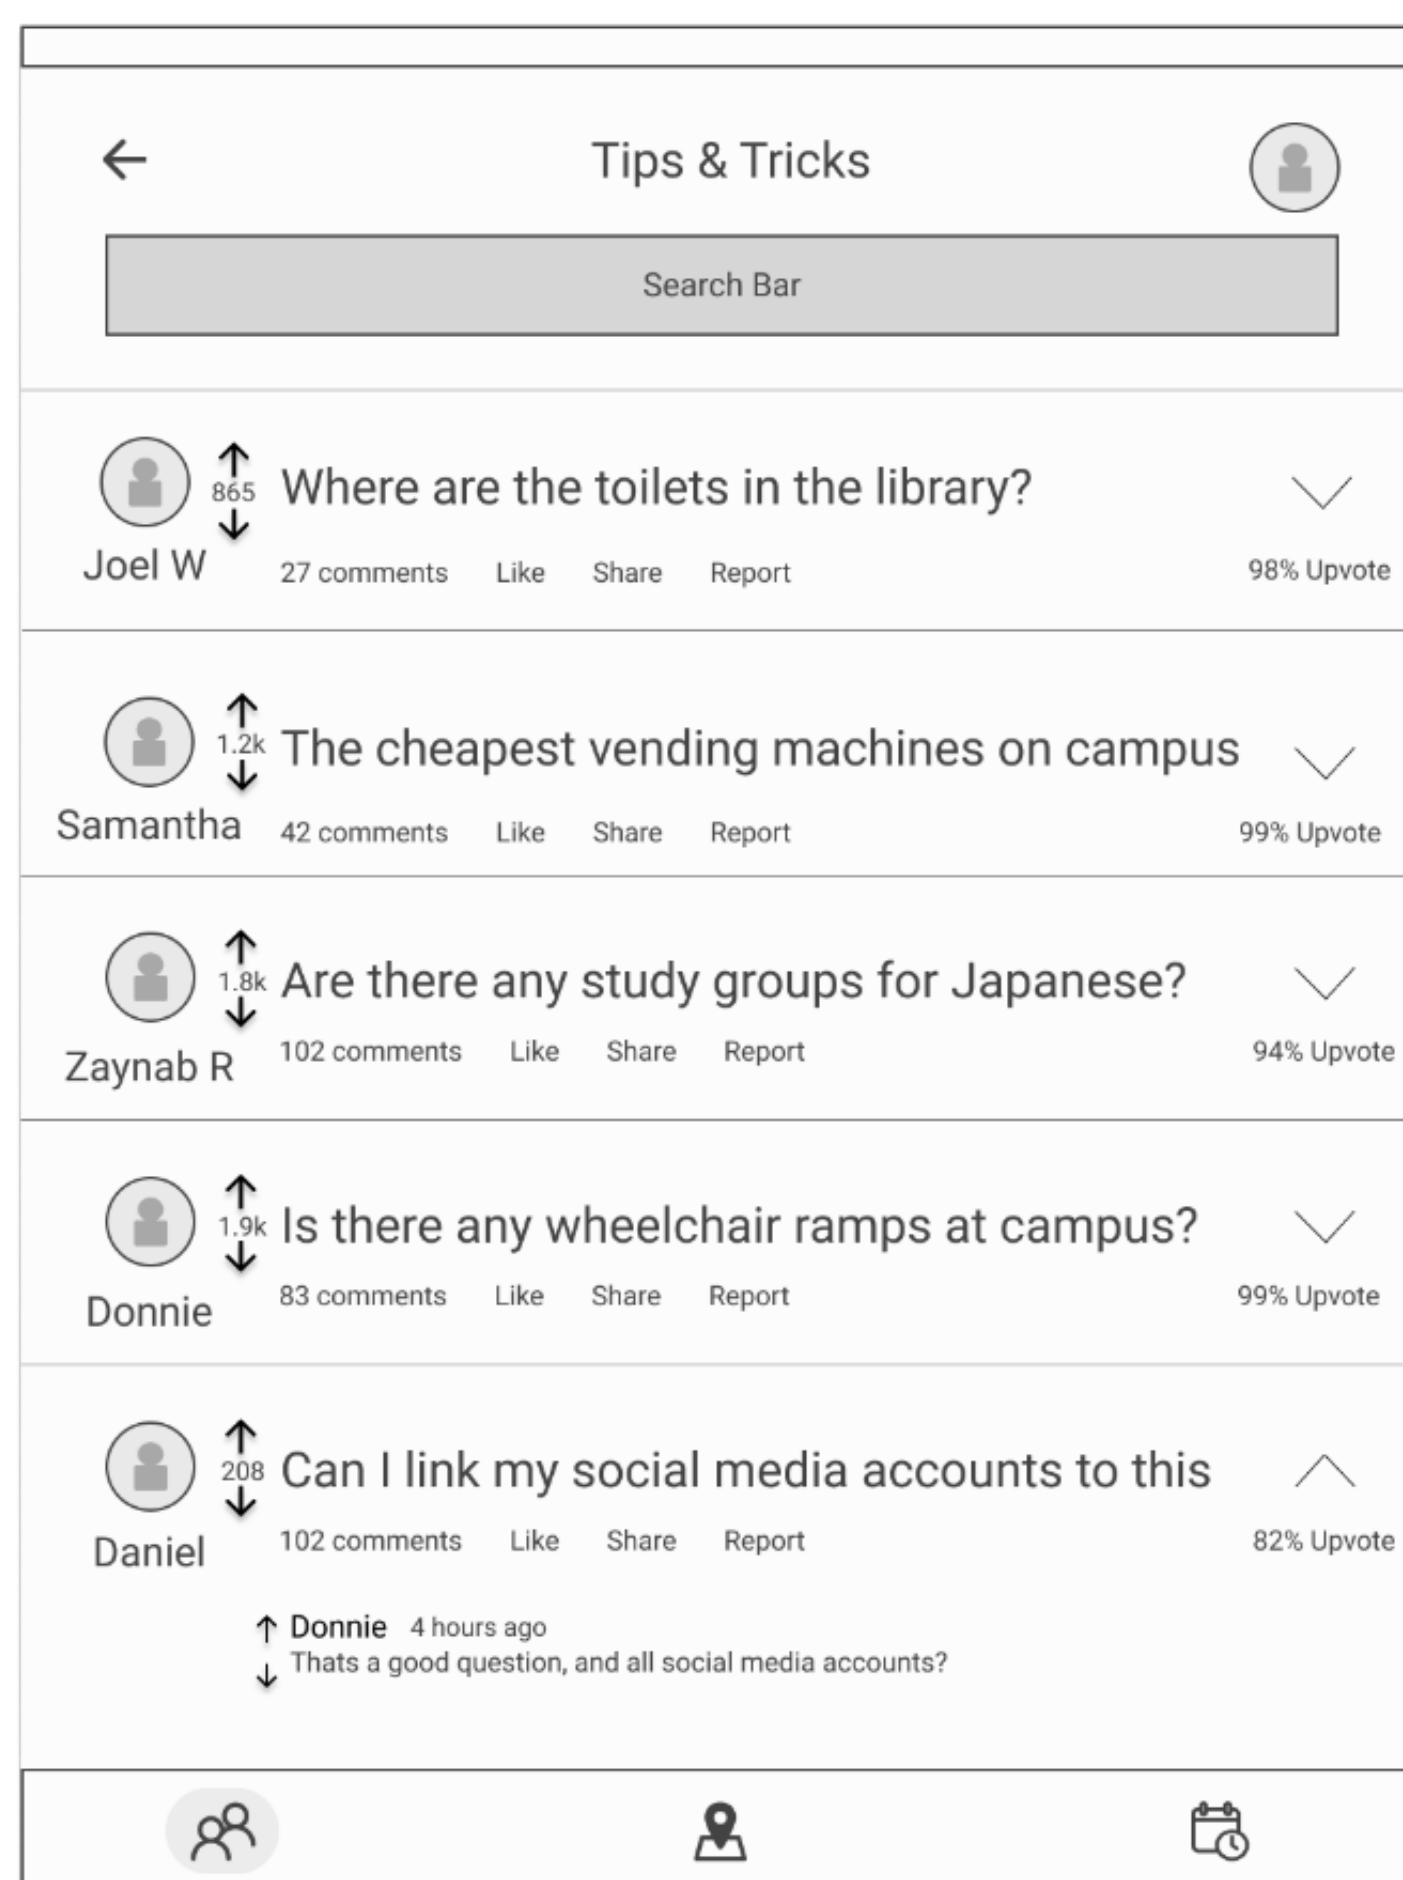 Tips & Tricks
Search Bar
865
Where are the toilets in the library?
Joel W
27 comments Like Share Report
98% Upvote
1.2k
The cheapest vending machines on campus
Samantha
42 comments Like Share Report
99% Upvote
1.8k
Are there any study groups for Japanese?
Zaynab R
102 comments Like Share Report
94% Upvote
1.9k
Is there any wheelchair ramps at campus?
Donnie
83 comments Like Share Report
99% Upvote
208
Can I link my social media accounts to this
Daniel
102 comments Like Share Report
82% Upvote
Donnie 4 hours ago
Thats a good question, and all social media accounts?